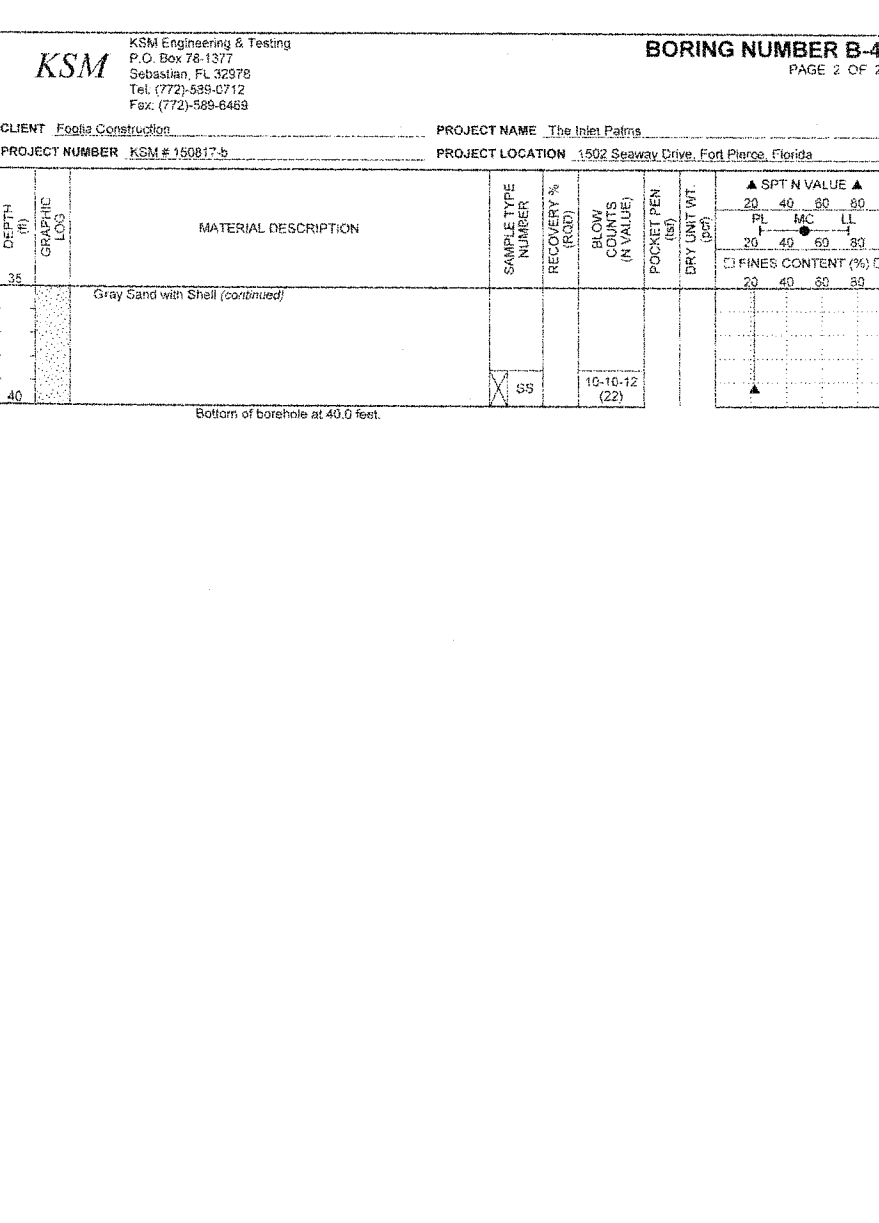 KSM
KSM Engineering & Testing
P.O. Box 78-1377
Sebastian, FL 32978
Tel: (772)-589-0712
Fax: (772)-589-6469
BORING NUMBER B-4
PAGE 2 OF 2
CLIENT Foglia Construction
PROJECT NAME The Inlet Palms
PROJECT NUMBER KSM # 150817-b
PROJECT LOCATION 1502 Seaway Drive, Fort Pierce, Florida
DEPTH
(ft)
GRAPHIC
LOG
MATERIAL DESCRIPTION
SAMPLE TYPE
NUMBER
RECOVERY %
(RQD)
BLOW
COUNTS
(N VALUE)
POCKET PEN
(tsf)
DRY UNIT WT.
(pcf)
▲ SPT N VALUE ▲
20 40 60 80
PL MC LL
20 40 60 80
□ FINES CONTENT (%) □
20 40 60 80
35
Gray Sand with Shell (continued)
SS
10-10-12
(22)
40
Bottom of borehole at 40.0 feet.